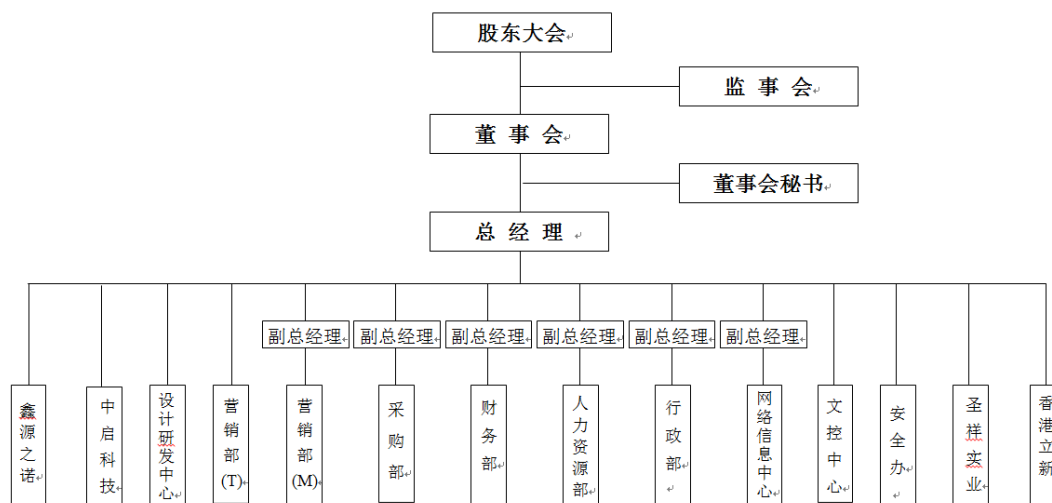 股东大会
监 事 会
董 事 会
董事会秘书
总 经 理
副总经理
副总经理
副总经理
副总经理
副总经理
副总经理
鑫源之诺
中启科技
设计研发中心
营销部(T)
营销部(M)
采购部
财务部
人力资源部
行政部
网络信息中心
文控中心
安全办
圣祥实业
香港立新